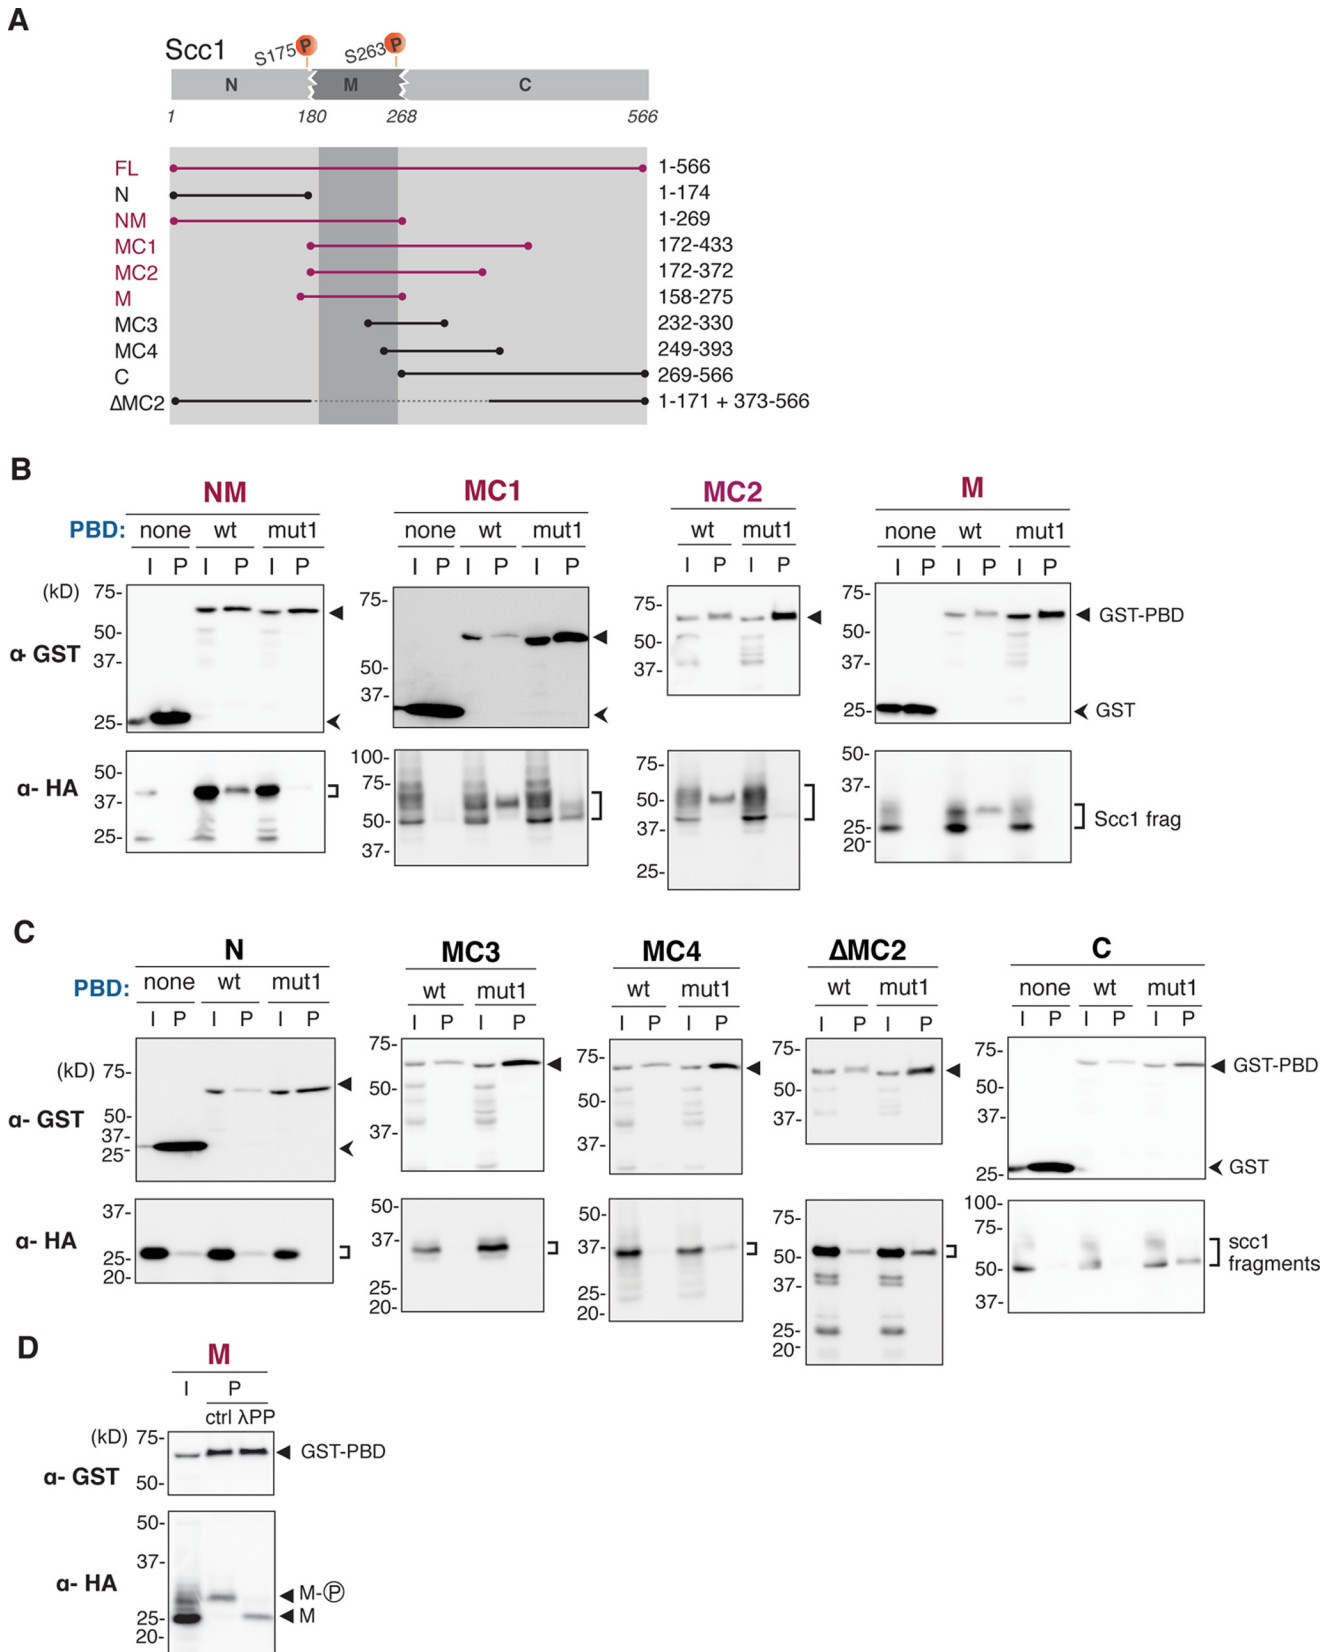 A
Scc1 S175 P S263 P
N M C
1 180 268 566
FL 1-566
N 1-174
NM 1-269
MC1 172-433
MC2 172-372
M 158-275
MC3 232-330
MC4 249-393
C 269-566
ΔMC2 1-171 + 373-566
B
NM MC1 MC2 M
PBD: none wt mut1 none wt mut1 wt mut1 none wt mut1
I P I P I P I P I P I P I P I P I P I P I P
(kD) 75- 75- 75- 75-
50- 50- 50- 50-
37- 37- 37- 37-
25- 25-
α GST GST-PBD
GST
α- HA
50- 100- 75- 50-
37- 75- 50- 37-
25- 50- 37- 25-
37- 25- 20-
Scc1 frag
C
N MC3 MC4 ΔMC2 C
PBD: none wt mut1 wt mut1 wt mut1 wt mut1 none wt mut1
I P I P I P I P I P I P I P I P I P I P I P I P
(kD) 75- 75- 75- 75- 75-
50- 50- 50- 50- 50-
37- 37- 37- 37- 37-
25- 25-
α- GST GST-PBD
GST
α- HA
37- 50- 50- 75- 100-
25- 37- 37- 50- 75-
20- 25- 25- 37- 50-
20- 20- 25- 37-
20-
scc1
fragments
D
M
I P
ctrl λPP
(kD) 75-
GST-PBD
α- GST
50-
50-
37-
α- HA
M-Ⓟ
25- M
20-